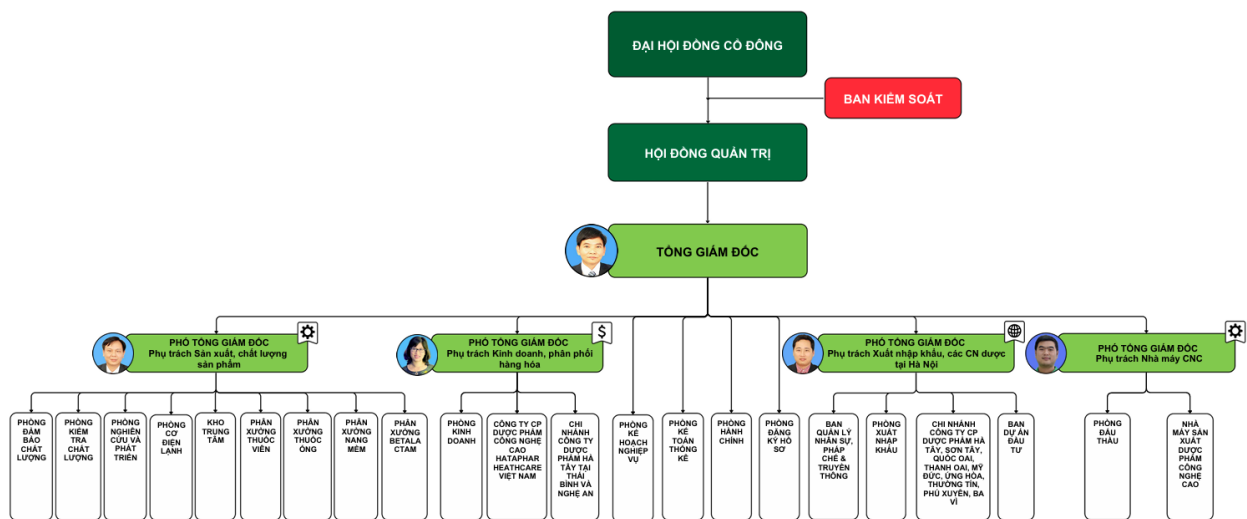 ĐẠI HỘI ĐỒNG CỔ ĐÔNG
BAN KIỂM SOÁT
HỘI ĐỒNG QUẢN TRỊ
TỔNG GIÁM ĐỐC
PHÓ TỔNG GIÁM ĐỐC
Phụ trách Sản xuất, chất lượng
sản phẩm
$
PHÓ TỔNG GIÁM ĐỐC
Phụ trách Kinh doanh, phân phối
hàng hóa
PHÓ TỔNG GIÁM ĐỐC
Phụ trách Xuất nhập khẩu, các CN dược
tại Hà Nội
PHÓ TỔNG GIÁM ĐỐC
Phụ trách Nhà máy CNC
PHÒNG
ĐẢM
BẢO
CHẤT
LƯỢNG
PHÒNG
KIỂM
TRA
CHẤT
LƯỢNG
PHÒNG
NGHIÊN
CỨU VÀ
PHÁT
TRIỂN
PHÒNG
CƠ
ĐIỆN
LẠNH
KHO
TRUNG
TÂM
PHÂN
XƯỞNG
THUỐC
VIÊN
PHÂN
XƯỞNG
THUỐC
ỐNG
PHÂN
XƯỞNG
NANG
MỀM
PHÂN
XƯỞNG
BETALA
CTAM
PHÒNG
KINH
DOANH
CÔNG TY CP
DƯỢC PHẨM
CÔNG NGHỆ
CAO
HATAPHAR
HEATHCARE
VIỆT NAM
CHI
NHÁNH
CÔNG TY
DƯỢC
PHẨM HÀ
TÂY TẠI
THÁI
BÌNH VÀ
NGHỆ AN
PHÒNG
KẾ
HOẠCH
NGHIỆP
VỤ
PHÒNG
KẾ
TOÁN
THỐNG
KÊ
PHÒNG
HÀNH
CHÍNH
PHÒNG
ĐĂNG
KÝ HỒ
SƠ
BAN
QUẢN LÝ
NHÂN SỰ,
PHÁP
CHẾ &
TRUYỀN
THÔNG
PHÒNG
XUẤT
NHẬP
KHẨU
CHI NHÁNH
CÔNG TY CP
DƯỢC PHẨM HÀ
TÂY, SƠN TÂY,
QUỐC OAI,
THANH OAI, MỸ
ĐỨC, ỨNG HÒA,
THƯỜNG TÍN,
PHÚ XUYÊN, BA
VÌ
BAN
DỰ ÁN
ĐẦU
TƯ
PHÒNG
ĐẤU
THẦU
NHÀ
MÁY SẢN
XUẤT
DƯỢC
PHẨM
CÔNG
NGHỆ
CAO